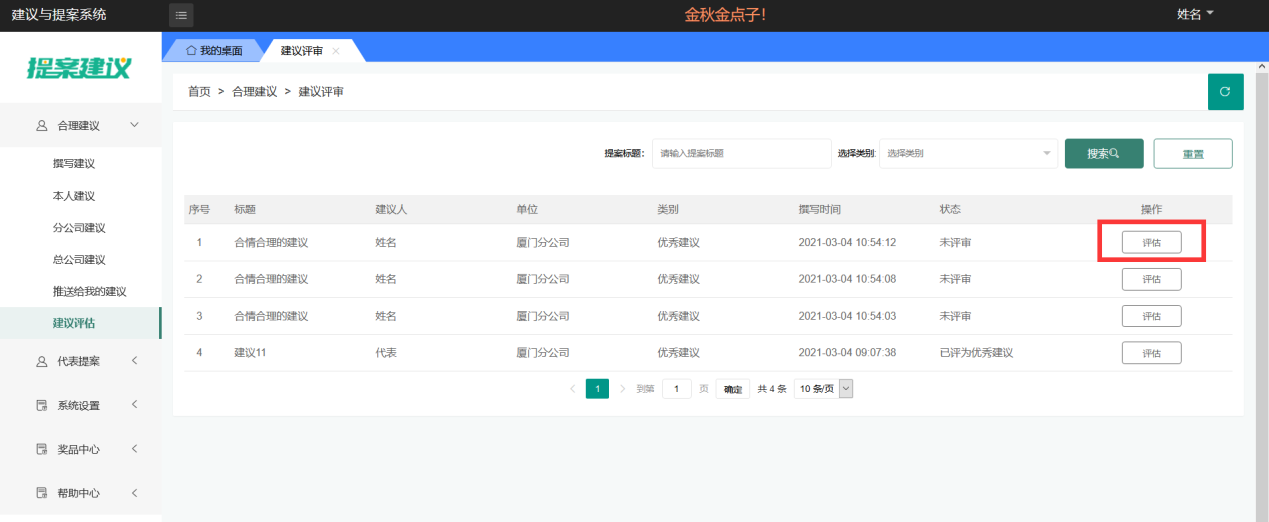 建议与提案系统
金秋金点子!
姓名
提案建议
我的桌面
建议评审
首页 > 合理建议 > 建议评审
合理建议
撰写建议
本人建议
分公司建议
总公司建议
推送给我的建议
建议评估
代表提案
系统设置
奖品中心
帮助中心
提案标题: 请输入提案标题 选择类别: 选择类别 搜索 重置
序号 标题 建议人 单位 类别 撰写时间 状态 操作
1 合情合理的建议 姓名 厦门分公司 优秀建议 2021-03-04 10:54:12 未评审 评估
2 合情合理的建议 姓名 厦门分公司 优秀建议 2021-03-04 10:54:08 未评审 评估
3 合情合理的建议 姓名 厦门分公司 优秀建议 2021-03-04 10:54:03 未评审 评估
4 建议11 代表 厦门分公司 优秀建议 2021-03-04 09:07:38 已评为优秀建议 评估
1 到第 1 页 确定 共 4 条 10 条/页